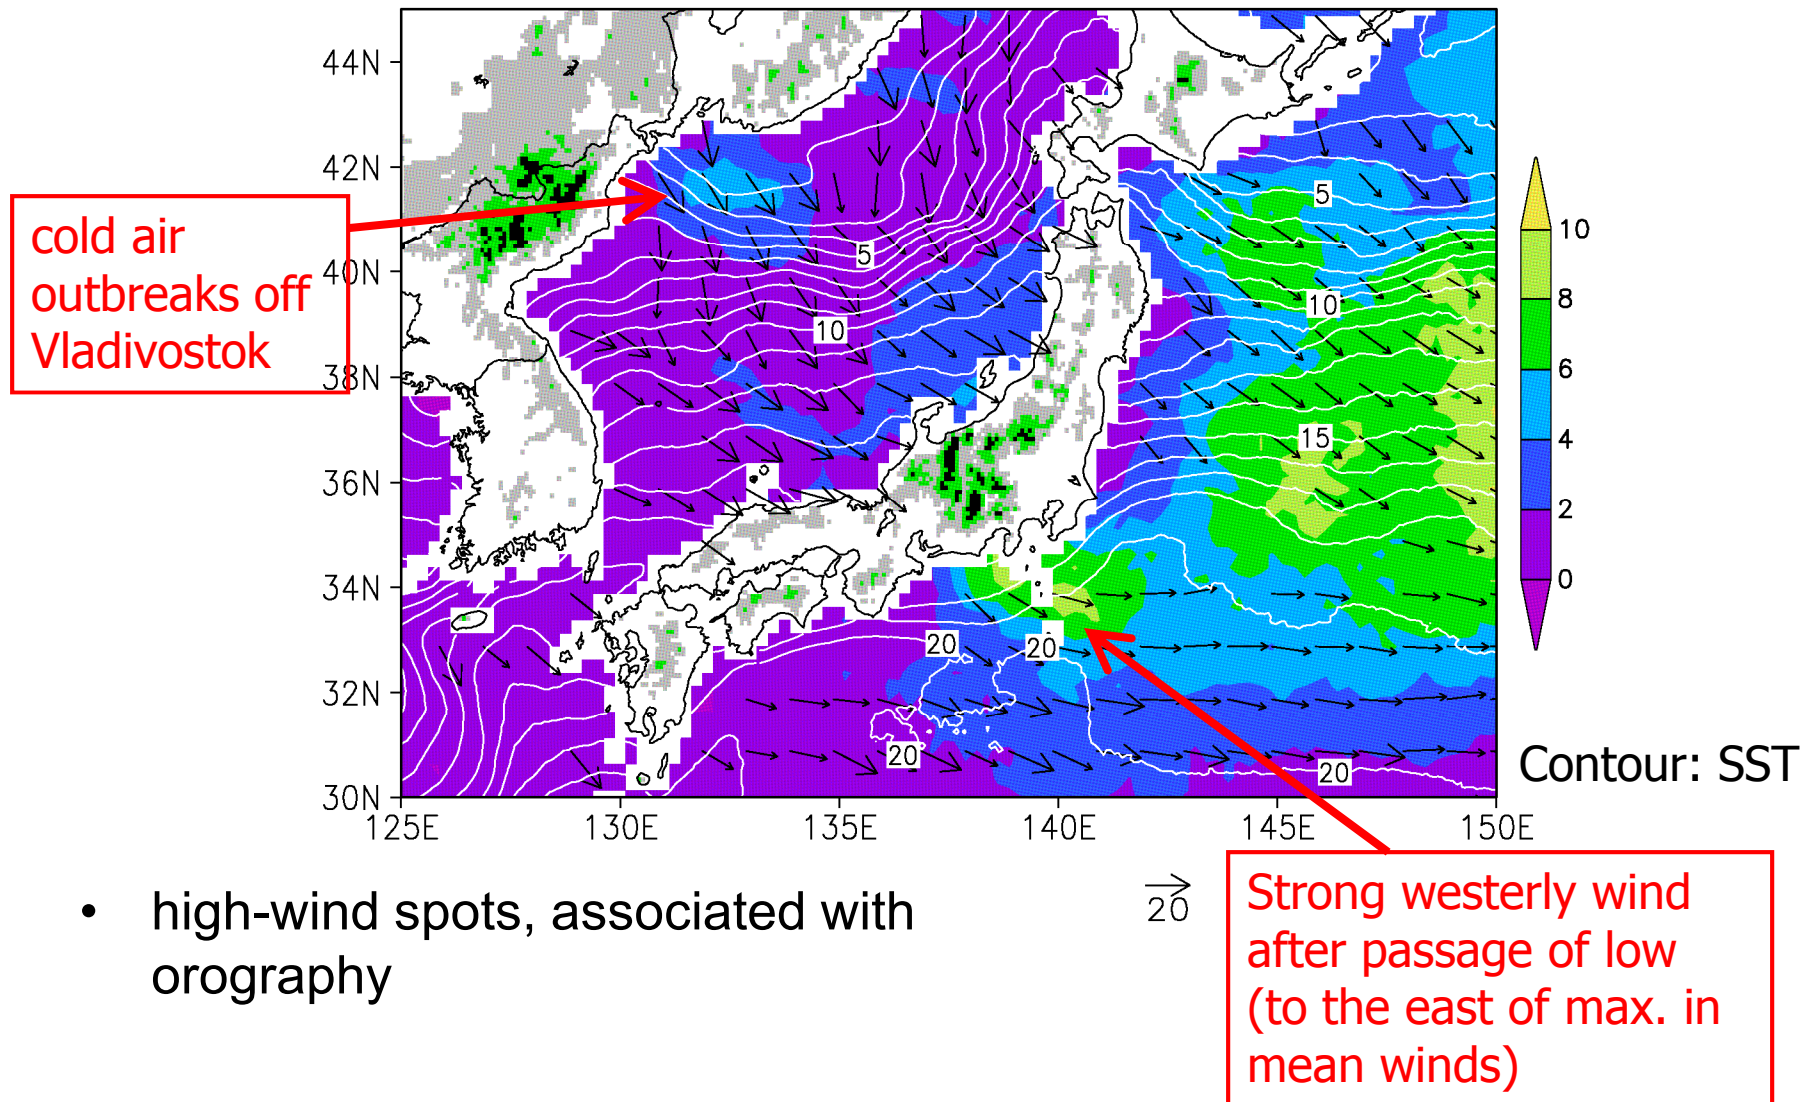 44N
42N
40N
38N
36N
34N
32N
30N
125E
130E
135E
140E
145E
150E
5
10
5
10
15
20
20
20
20
10
8
6
4
2
0
cold air
outbreaks off
Vladivostok
Contour: SST
20
• high-wind spots, associated with
orography
Strong westerly wind
after passage of low
(to the east of max. in
mean winds)